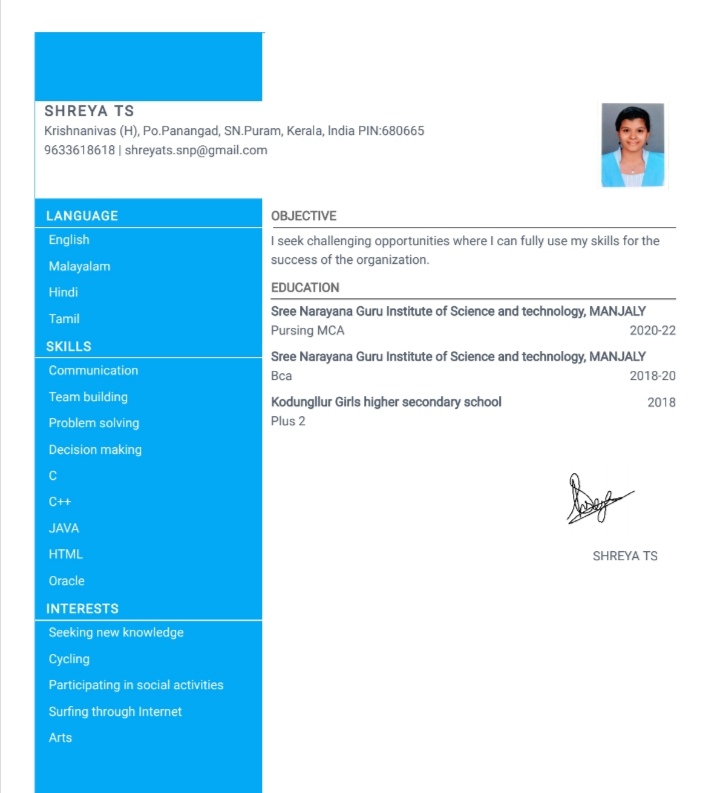 SHREYA TS
Krishnanivas (H), Po.Panangad, SN.Puram, Kerala, India PIN:680665
9633618618 | shreyats.snp@gmail.com
LANGUAGE
English
Malayalam
Hindi
Tamil
SKILLS
Communication
Team building
Problem solving
Decision making
C
C++
JAVA
HTML
Oracle
INTERESTS
Seeking new knowledge
Cycling
Participating in social activities
Surfing through Internet
Arts
OBJECTIVE
I seek challenging opportunities where I can fully use my skills for the
success of the organization.
EDUCATION
Sree Narayana Guru Institute of Science and technology, MANJALY
Pursing MCA 2020-22
Sree Narayana Guru Institute of Science and technology, MANJALY
Bca 2018-20
Kodungllur Girls higher secondary school 2018
Plus 2
Shreya
SHREYA TS